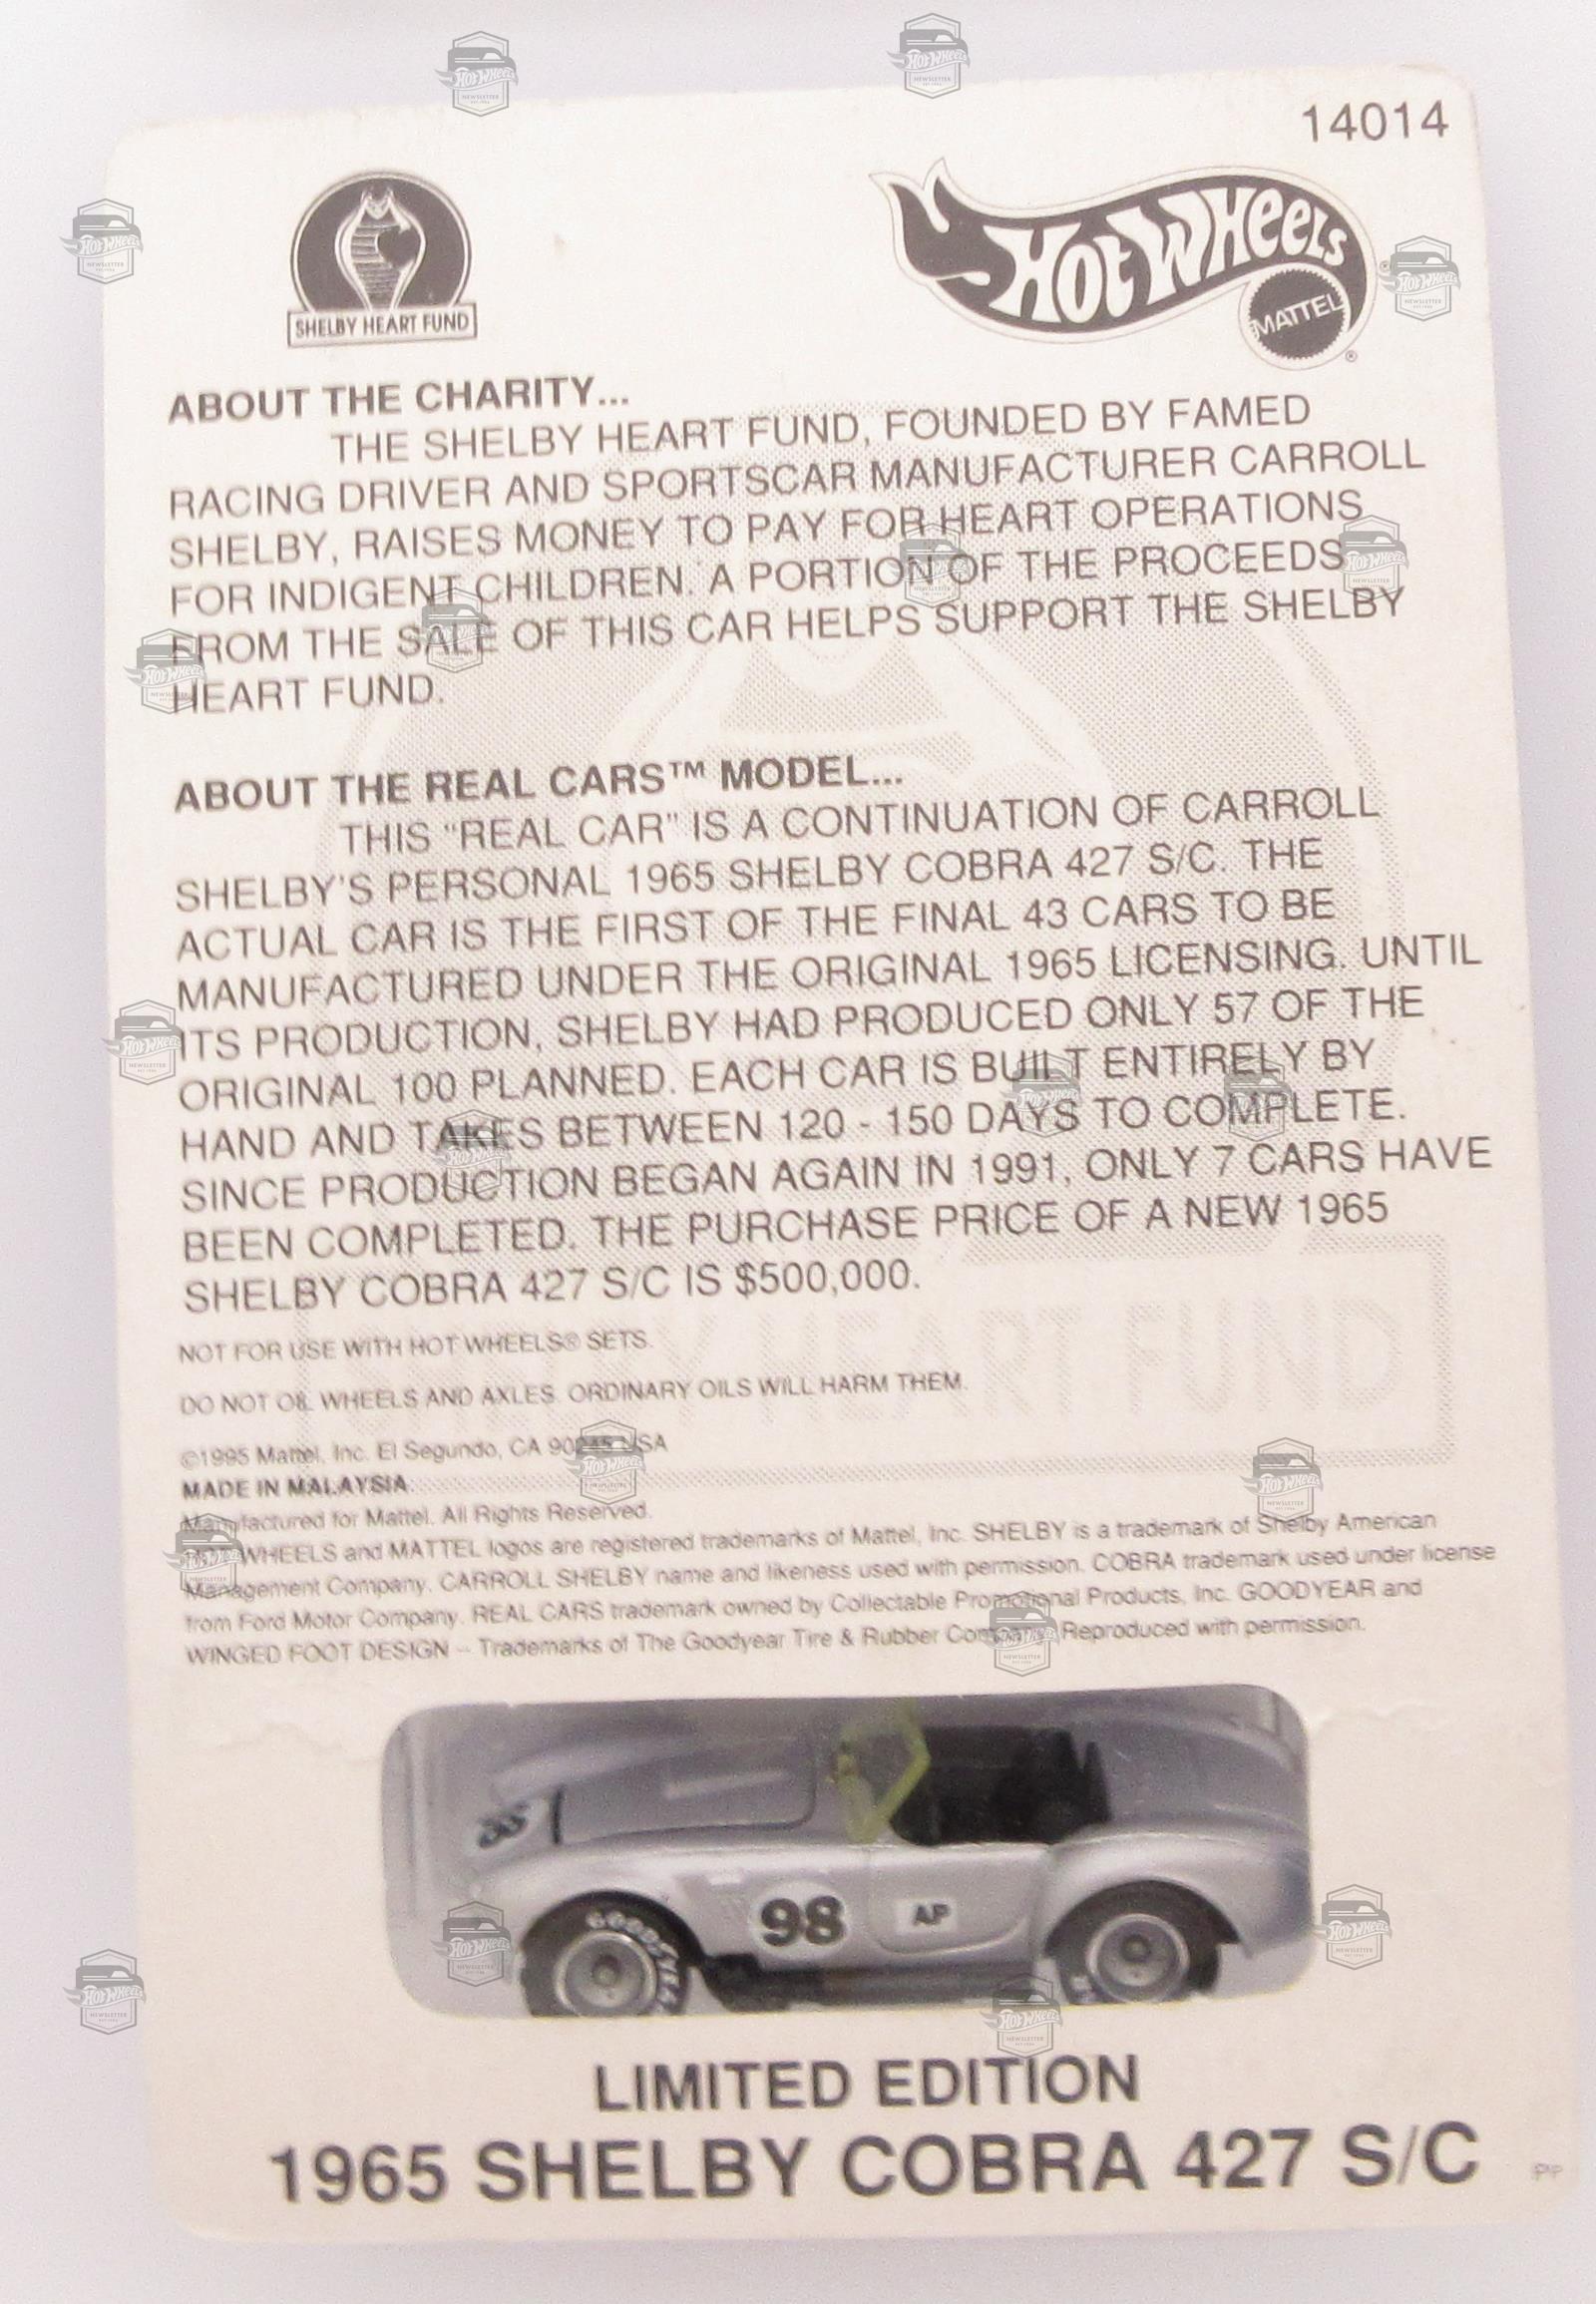 14014
SHELBY HEART FUND
HOT WHEELS
MATTEL
ABOUT THE CHARITY...
THE SHELBY HEART FUND, FOUNDED BY FAMED
RACING DRIVER AND SPORTSCAR MANUFACTURER CARROLL
SHELBY, RAISES MONEY TO PAY FOR HEART OPERATIONS
FOR INDIGENT CHILDREN. A PORTION OF THE PROCEEDS
FROM THE SALE OF THIS CAR HELPS SUPPORT THE SHELBY
HEART FUND.
ABOUT THE REAL CARS™ MODEL...
THIS "REAL CAR" IS A CONTINUATION OF CARROLL
SHELBY'S PERSONAL 1965 SHELBY COBRA 427 S/C. THE
ACTUAL CAR IS THE FIRST OF THE FINAL 43 CARS TO BE
MANUFACTURED UNDER THE ORIGINAL 1965 LICENSING. UNTIL
ITS PRODUCTION, SHELBY HAD PRODUCED ONLY 57 OF THE
ORIGINAL 100 PLANNED. EACH CAR IS BUILT ENTIRELY BY
HAND AND TAKES BETWEEN 120 - 150 DAYS TO COMPLETE.
SINCE PRODUCTION BEGAN AGAIN IN 1991, ONLY 7 CARS HAVE
BEEN COMPLETED. THE PURCHASE PRICE OF A NEW 1965
SHELBY COBRA 427 S/C IS $500,000.
NOT FOR USE WITH HOT WHEELS® SETS.
DO NOT OIL WHEELS AND AXLES. ORDINARY OILS WILL HARM THEM.
©1995 Mattel, Inc. El Segundo, CA 90245 USA
MADE IN MALAYSIA.
Manufactured for Mattel. All Rights Reserved.
WHEELS and MATTEL logos are registered trademarks of Mattel, Inc. SHELBY is a trademark of Shelby American
Management Company. CARROLL SHELBY name and likeness used with permission. COBRA trademark used under license
from Ford Motor Company. REAL CARS trademark owned by Collectable Promotional Products, Inc. GOODYEAR and
WINGED FOOT DESIGN – Trademarks of The Goodyear Tire & Rubber Company. Reproduced with permission.
98
AP
LIMITED EDITION
1965 SHELBY COBRA 427 S/C